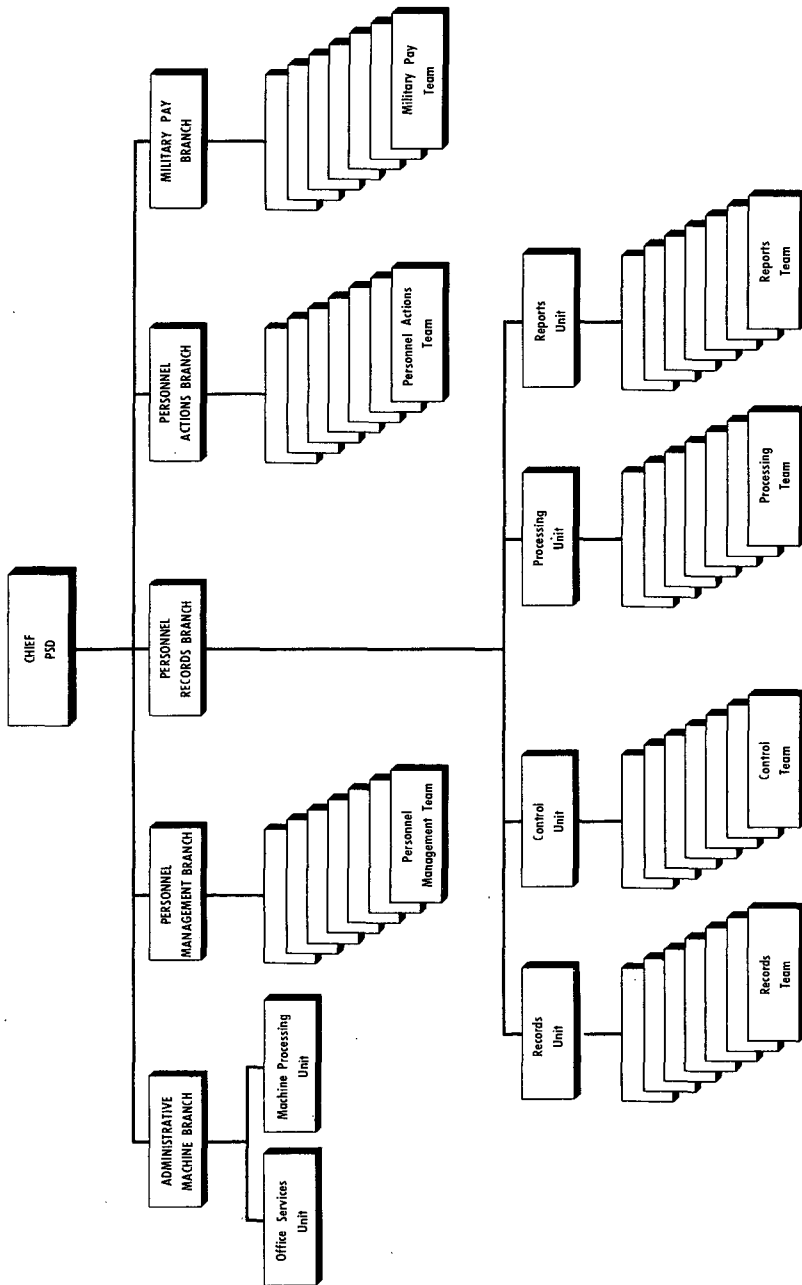 CHIEF
PSD
ADMINISTRATIVE
MACHINE BRANCH
PERSONNEL
MANAGEMENT BRANCH
PERSONNEL
RECORDS BRANCH
PERSONNEL
ACTIONS BRANCH
MILITARY PAY
BRANCH
Office Services
Unit
Machine Processing
Unit
Personnel
Management Team
Personnel Actions
Team
Military Pay
Team
Records
Unit
Control
Unit
Processing
Unit
Reports
Unit
Records
Team
Control
Team
Processing
Team
Reports
Team